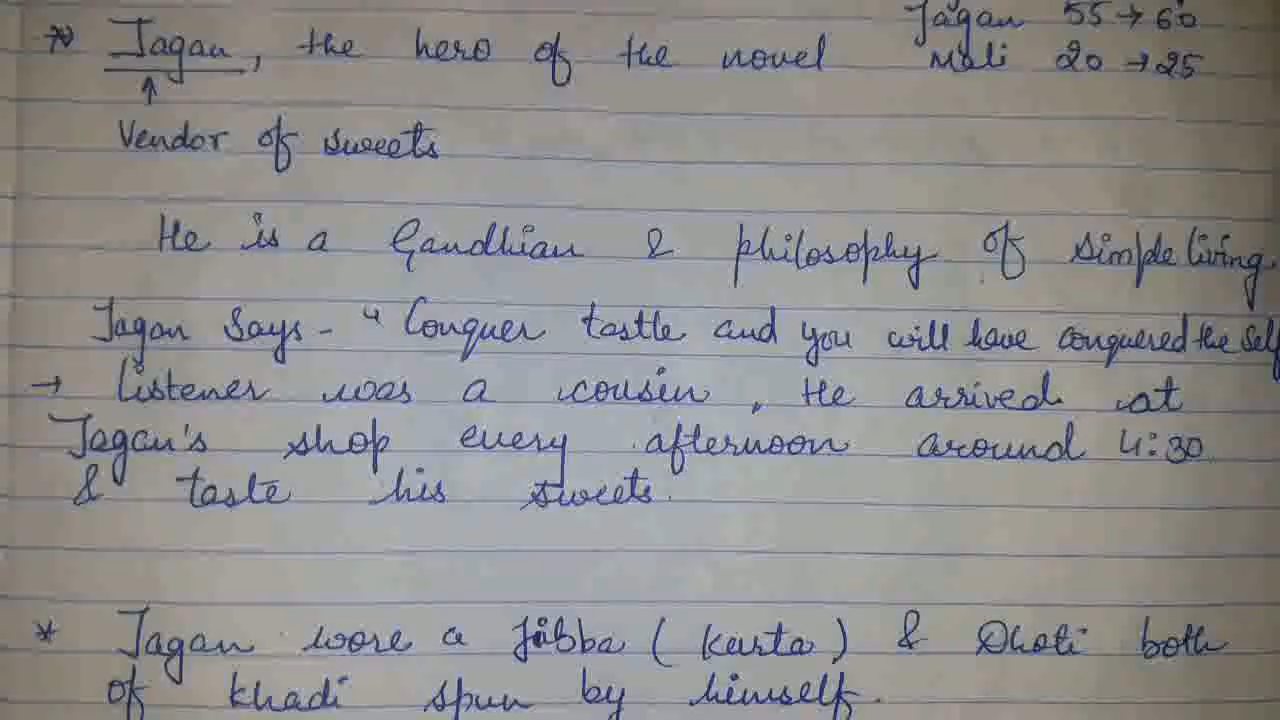 Jagan, the hero of the novel
Jagan 55 → 60
Mali 20 → 25
↑
Vendor of sweets
He is a Gandhian & philosophy of simple living.
Jagan Says - "Conquer tastle and you will have conquered the self
→ listener was a cousin, He arrived at
Jagan's shop every afternoon around 4:30
& taste his sweets.
* Jagan wore a Jibba (Kurta) & Dhoti both
of khadi spun by himself.